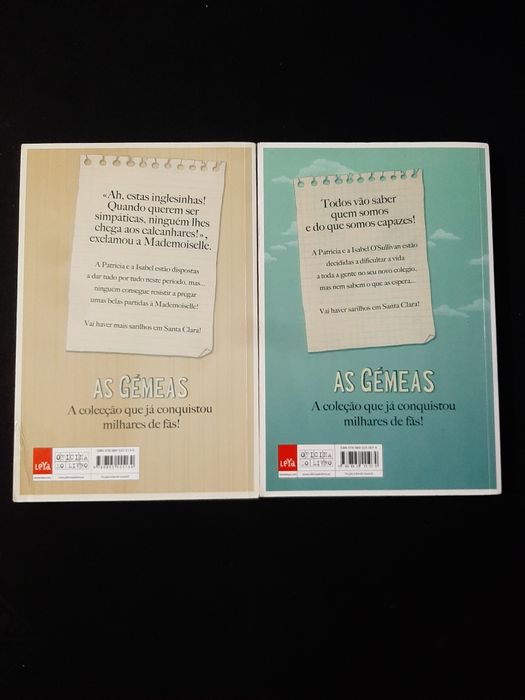 «Ah, estas inglesinhas!
Quando querem ser
simpáticas, ninguém lhes
chega aos calcanhares!»,
exclamou a Mademoiselle.
A Patrícia e a Isabel estão dispostas
a dar tudo por tudo neste período, mas...
ninguém consegue resistir a pregar
umas belas partidas à Mademoiselle!
Vai haver mais sarilhos em Santa Clara!
AS GÉMEAS
A colecção que já conquistou
milhares de fãs!
LeYa
OFICINA
DO LIVRO
Todos vão saber
quem somos
e do que somos capazes!
A Patrícia e a Isabel O'Sullivan estão
decididas a dificultar a vida
a toda a gente no seu novo colégio,
mas nem sabem o que as espera...
Vai haver sarilhos em Santa Clara!
AS GÉMEAS
A coleção que já conquistou
milhares de fãs!
LeYa
OFICINA
DO LIVRO